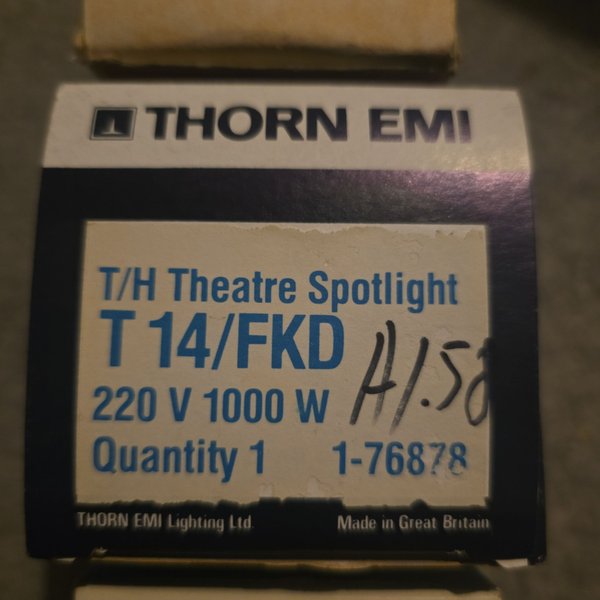 THORN EMI
T/H Theatre Spotlight
T 14/FKD
220 V 1000 W
Quantity 1 1-76878
THORN EMI Lighting Ltd Made in Great Britain